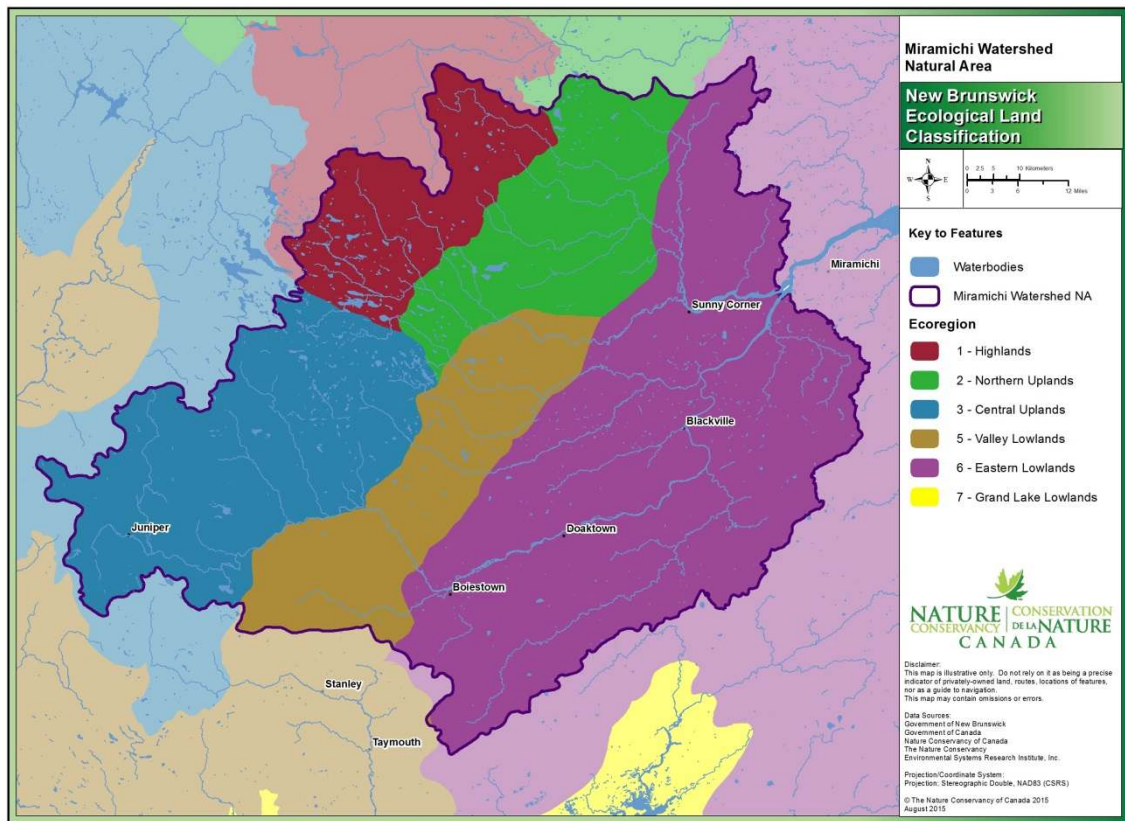 Miramichi Watershed
Natural Area
New Brunswick
Ecological Land
Classification
N
W E
S
0 2.5 5 10 Kilometers
0 3 6 12 Miles
Key to Features
Waterbodies
Miramichi Watershed NA
Ecoregion
1 - Highlands
2 - Northern Uplands
3 - Central Uplands
5 - Valley Lowlands
6 - Eastern Lowlands
7 - Grand Lake Lowlands
Miramichi
Sunny Corner
Blackville
Juniper
Doaktown
Boiestown
Stanley
Taymouth
NATURE CONSERVATION
CONSERVANCY DE LA NATURE
CANADA
Disclaimer:
This map is illustrative only. Do not rely on it as being a precise
indicator of privately-owned land, routes, locations of features,
nor as a guide to navigation.
This map may contain omissions or errors.
Data Sources:
Government of New Brunswick
Government of Canada
Nature Conservancy of Canada
The Nature Conservancy
Environmental Systems Research Institute, Inc.
Projection/Coordinate System:
Projection: Stereographic Double, NAD83 (CSRS)
© The Nature Conservancy of Canada 2015
August 2015